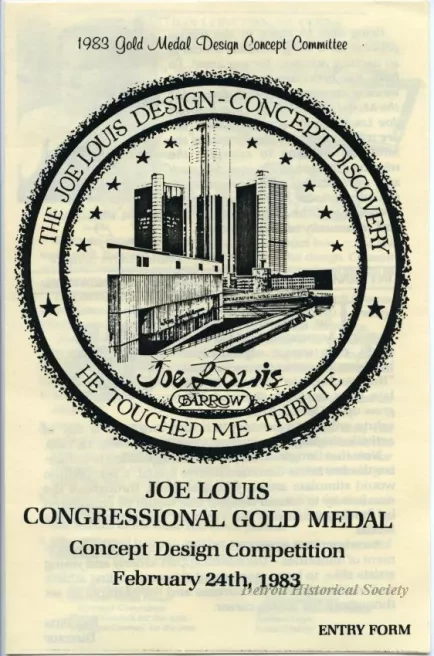 1983 Gold Medal Design Concept Committee
THE JOE LOUIS DESIGN-CONCEPT DISCOVERY
Joe Louis
BARROW
HE TOUCHED ME TRIBUTE
JOE LOUIS
CONGRESSIONAL GOLD MEDAL
Concept Design Competition
February 24th, 1983
Detroit Historical Society
ENTRY FORM